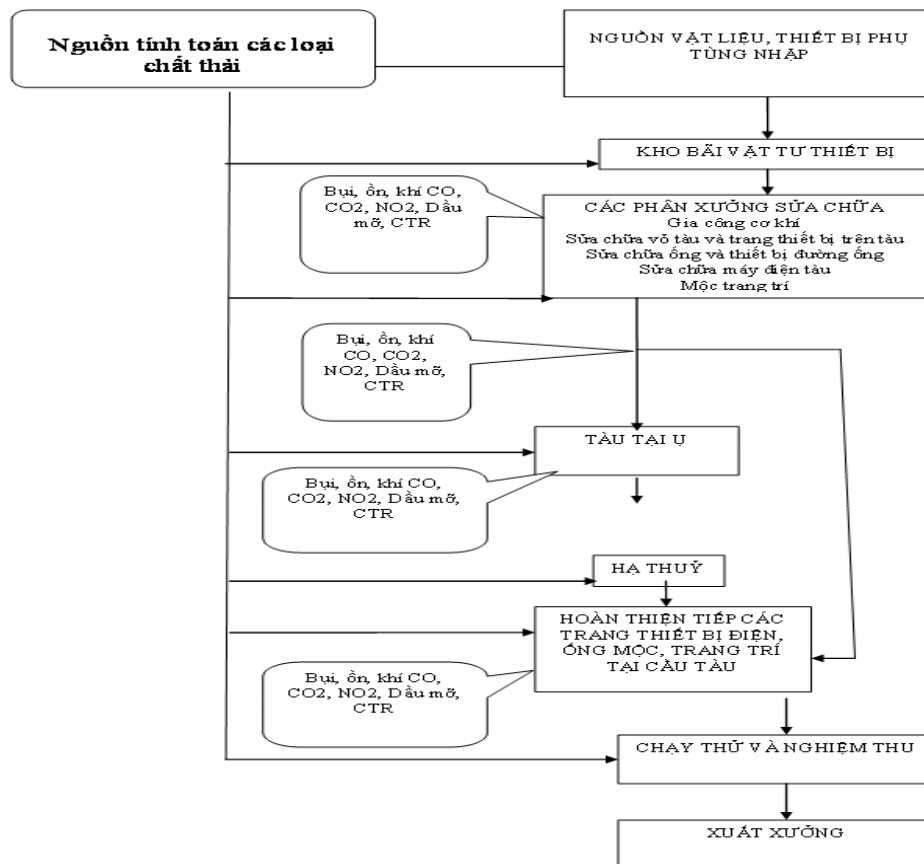 Nguồn tính toán các loại
chất thải
NGUỒN VẬT LIỆU, THIẾT BỊ PHỤ
TÙNG NHẬP
KHO BÃI VẬT TƯ THIẾT BỊ
Bụi, ồn, khí CO,
CO2, NO2, Dầu
mỡ, CTR
CÁC PHÂN XƯỞNG SỬA CHỮA
Gia công cơ khí
Sửa chữa vỏ tàu và trang thiết bị trên tàu
Sửa chữa ống và thiết bị đường ống
Sửa chữa máy điện tàu
Mộc trang trí
Bụi, ồn, khí
CO, CO2,
NO2, Dầu mỡ,
CTR
TÀU TẠI Ụ
Bụi, ồn, khí CO,
CO2, NO2, Dầu mỡ,
CTR
HẠ THUỶ
HOÀN THIỆN TIẾP CÁC
TRANG THIẾT BỊ ĐIỆN,
ỐNG MỘC, TRANG TRÍ
TẠI CẦU TÀU
Bụi, ồn, khí CO,
CO2, NO2, Dầu mỡ,
CTR
CHẠY THỬ VÀ NGHIỆM THU
XUẤT XƯỞNG